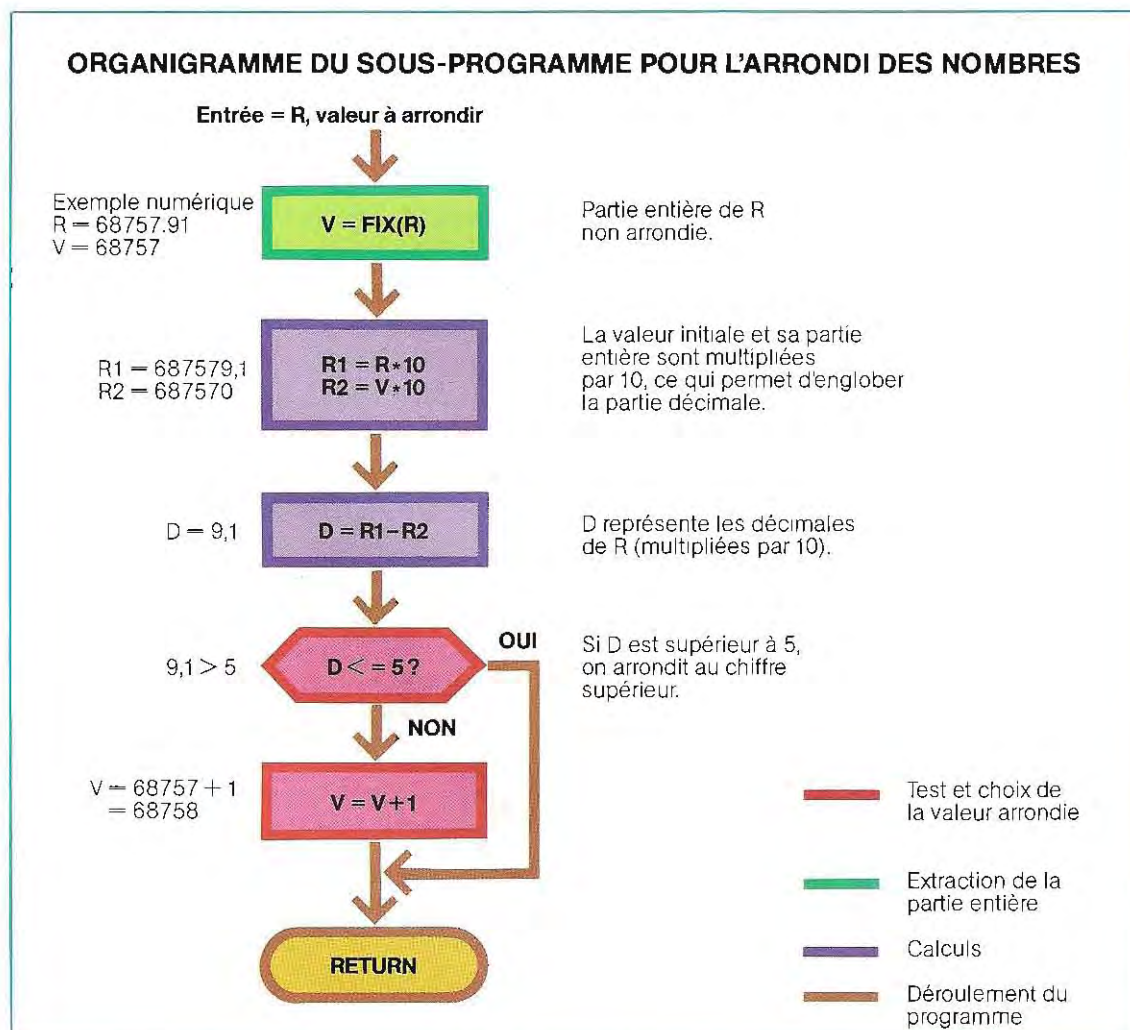 ORGANIGRAMME DU SOUS-PROGRAMME POUR L'ARRONDI DES NOMBRES
Entrée = R, valeur à arrondir
Exemple numérique
R = 68757.91
V = 68757
V = FIX(R)
Partie entière de R
non arrondie.
R1 = 687579,1
R2 = 687570
R1 = R*10
R2 = V*10
La valeur initiale et sa partie
entière sont multipliées
par 10, ce qui permet d'englober
la partie décimale.
D = 9,1
D = R1-R2
D représente les décimales
de R (multipliées par 10).
9,1 > 5
D <= 5?
OUI
Si D est supérieur à 5,
on arrondit au chiffre
supérieur.
NON
V = 68757 + 1
= 68758
V = V+1
RETURN
Test et choix de
la valeur arrondie
Extraction de la
partie entière
Calculs
Déroulement du
programme